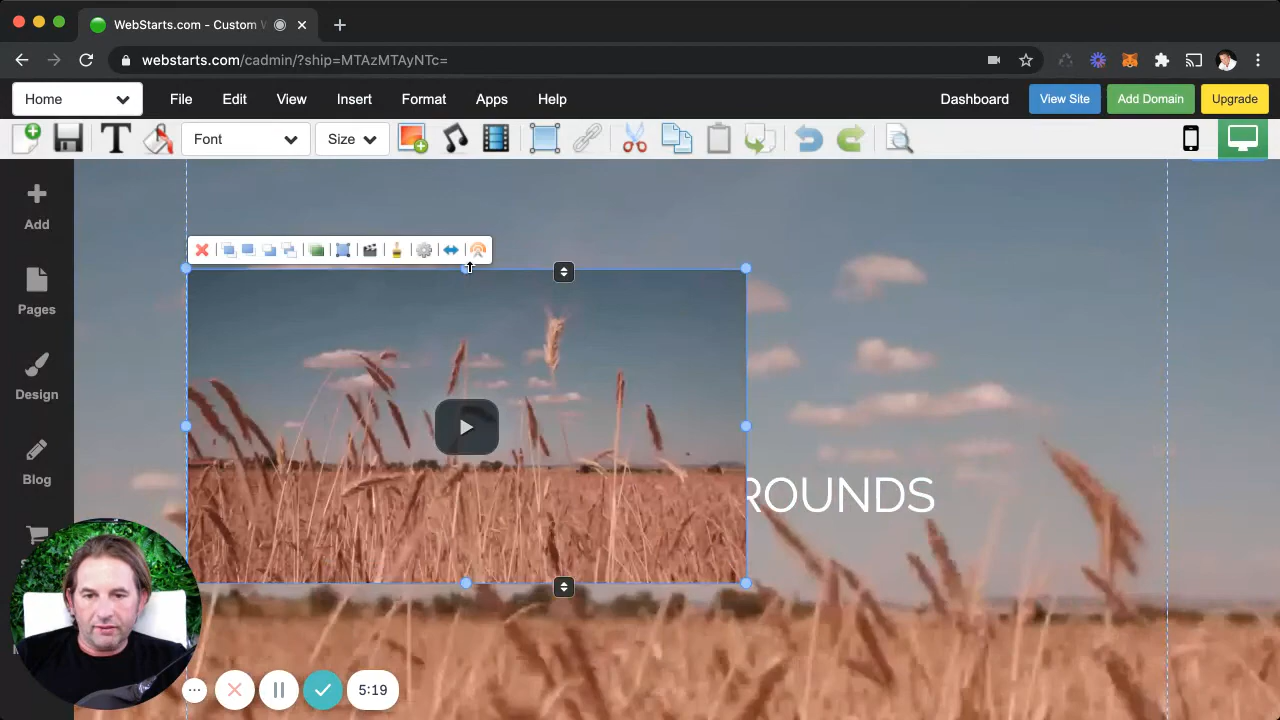 WebStarts.com - Custom
webstarts.com/cadmin/?ship=MTAzMTAyNTc=
Home
File
Edit
View
Insert
Format
Apps
Help
Dashboard
View Site
Add Domain
Upgrade
T
Font
Size
Add
Pages
Design
Blog
ROUNDS
5:19